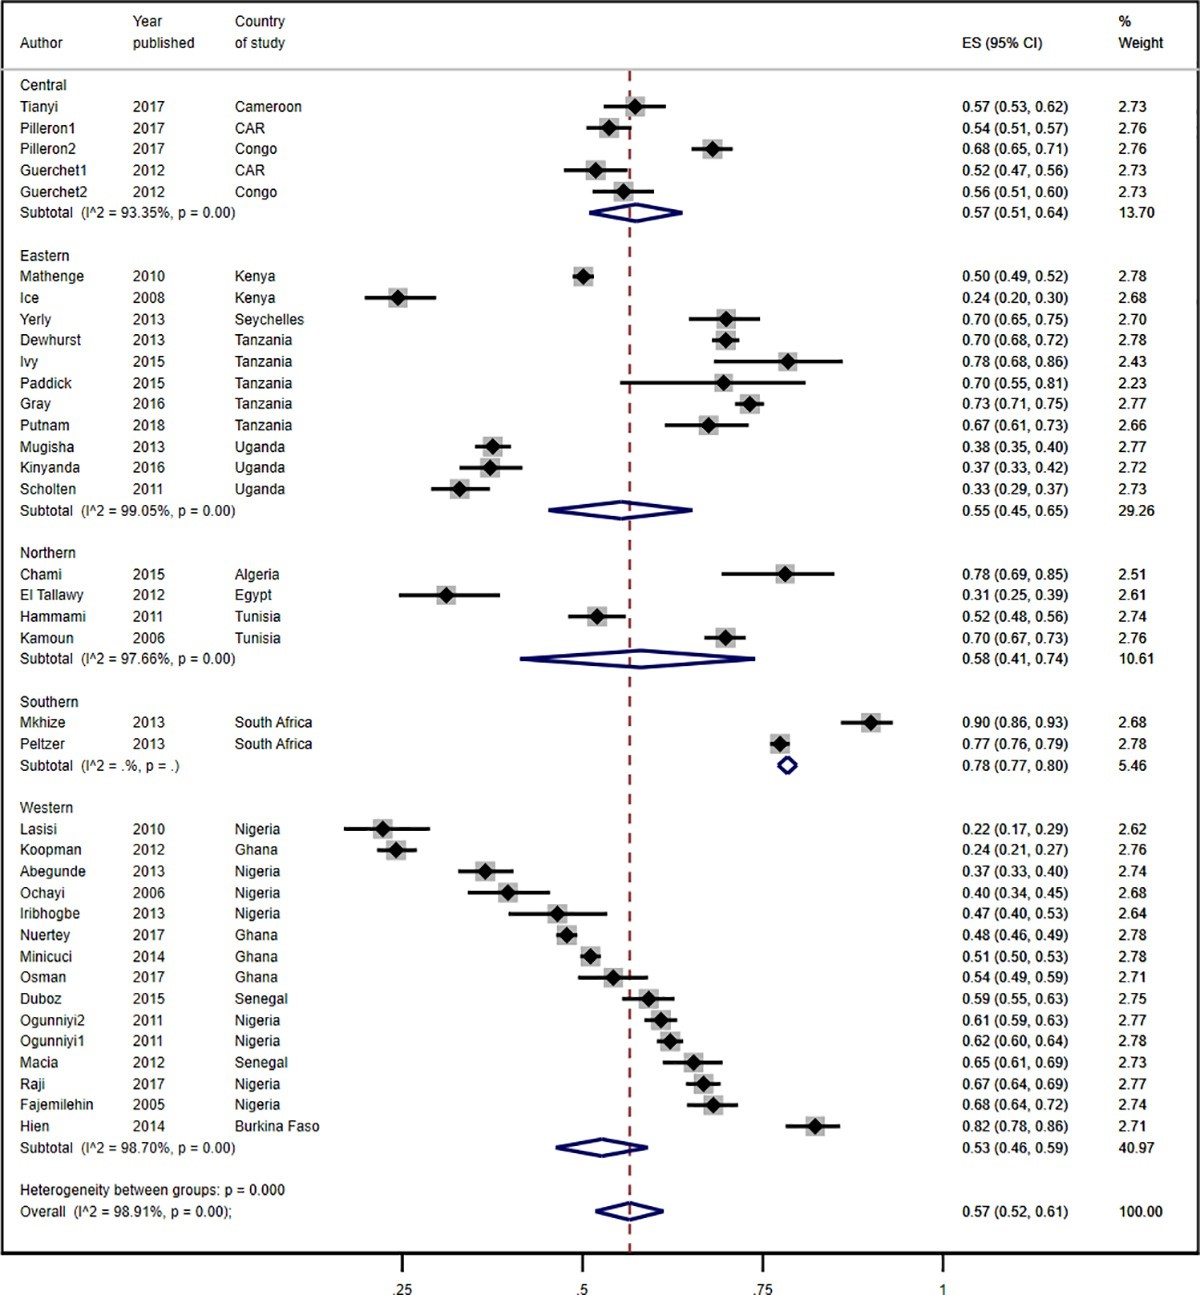 Year Country %
Author published of study ES (95% CI) Weight
Central
Tianyi 2017 Cameroon 0.57 (0.53, 0.62) 2.73
Pilleron1 2017 CAR 0.54 (0.51, 0.57) 2.76
Pilleron2 2017 Congo 0.68 (0.65, 0.71) 2.76
Guerchet1 2012 CAR 0.52 (0.47, 0.56) 2.73
Guerchet2 2012 Congo 0.56 (0.51, 0.60) 2.73
Subtotal (I^2 = 93.35%, p = 0.00) 0.57 (0.51, 0.64) 13.70
Eastern
Mathenge 2010 Kenya 0.50 (0.49, 0.52) 2.78
Ice 2008 Kenya 0.24 (0.20, 0.30) 2.68
Yerly 2013 Seychelles 0.70 (0.65, 0.75) 2.70
Dewhurst 2013 Tanzania 0.70 (0.68, 0.72) 2.78
Ivy 2015 Tanzania 0.78 (0.68, 0.86) 2.43
Paddick 2015 Tanzania 0.70 (0.55, 0.81) 2.23
Gray 2016 Tanzania 0.73 (0.71, 0.75) 2.77
Putnam 2018 Tanzania 0.67 (0.61, 0.73) 2.66
Mugisha 2013 Uganda 0.38 (0.35, 0.40) 2.77
Kinyanda 2016 Uganda 0.37 (0.33, 0.42) 2.72
Scholten 2011 Uganda 0.33 (0.29, 0.37) 2.73
Subtotal (I^2 = 99.05%, p = 0.00) 0.55 (0.45, 0.65) 29.26
Northern
Chami 2015 Algeria 0.78 (0.69, 0.85) 2.51
El Tallawy 2012 Egypt 0.31 (0.25, 0.39) 2.61
Hammami 2011 Tunisia 0.52 (0.48, 0.56) 2.74
Kamoun 2006 Tunisia 0.70 (0.67, 0.73) 2.76
Subtotal (I^2 = 97.66%, p = 0.00) 0.58 (0.41, 0.74) 10.61
Southern
Mkhize 2013 South Africa 0.90 (0.86, 0.93) 2.68
Peltzer 2013 South Africa 0.77 (0.76, 0.79) 2.78
Subtotal (I^2 = .%, p = .) 0.78 (0.77, 0.80) 5.46
Western
Lasisi 2010 Nigeria 0.22 (0.17, 0.29) 2.62
Koopman 2012 Ghana 0.24 (0.21, 0.27) 2.76
Abegunde 2013 Nigeria 0.37 (0.33, 0.40) 2.74
Ochayi 2006 Nigeria 0.40 (0.34, 0.45) 2.68
Iribhogbe 2013 Nigeria 0.47 (0.40, 0.53) 2.64
Nuertey 2017 Ghana 0.48 (0.46, 0.49) 2.78
Minicuci 2014 Ghana 0.51 (0.50, 0.53) 2.78
Osman 2017 Ghana 0.54 (0.49, 0.59) 2.71
Duboz 2015 Senegal 0.59 (0.55, 0.63) 2.75
Ogunniyi2 2011 Nigeria 0.61 (0.59, 0.63) 2.77
Ogunniyi1 2011 Nigeria 0.62 (0.60, 0.64) 2.78
Macia 2012 Senegal 0.65 (0.61, 0.69) 2.73
Raji 2017 Nigeria 0.67 (0.64, 0.69) 2.77
Fajemilehin 2005 Nigeria 0.68 (0.64, 0.72) 2.74
Hien 2014 Burkina Faso 0.82 (0.78, 0.86) 2.71
Subtotal (I^2 = 98.70%, p = 0.00) 0.53 (0.46, 0.59) 40.97
Heterogeneity between groups: p = 0.000
Overall (I^2 = 98.91%, p = 0.00); 0.57 (0.52, 0.61) 100.00
.25 .5 .75 1